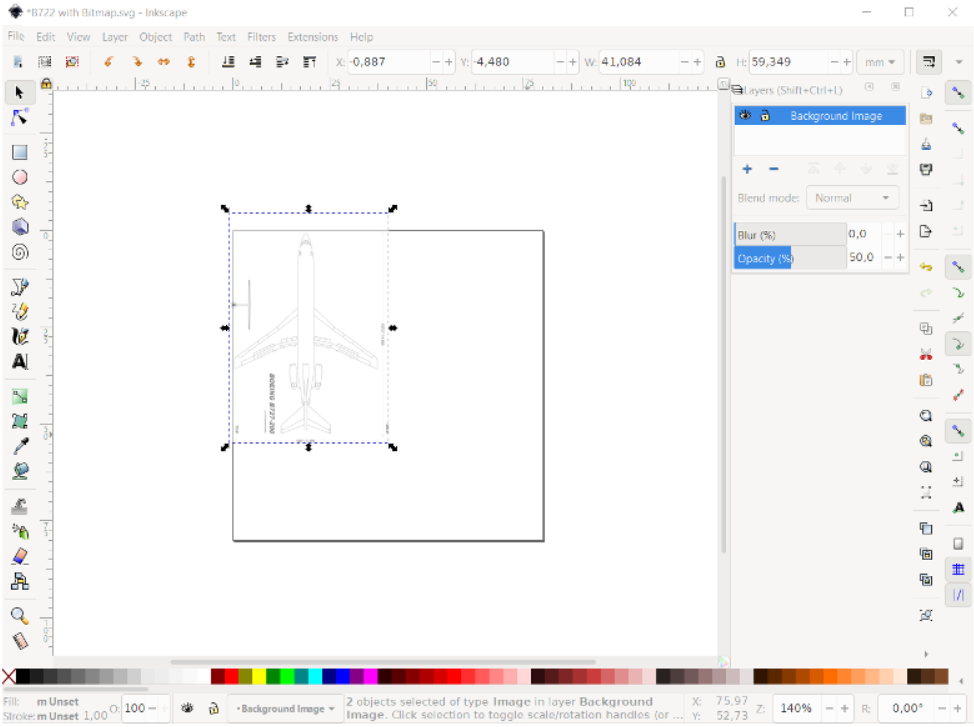 *B722 with Bitmap.svg - Inkscape
File Edit View Layer Object Path Text Filters Extensions Help
X: -0,887 − + Y: -4,480 − + W: 41,084 − + H: 59,349 − + mm
-25 0 25 50 75 100
Layers (Shift+Ctrl+L)
Background Image
+ −
Blend mode: Normal
Blur (%) 0,0 − +
Opacity (%) 50,0 − +
BOEING B727-200
Fill: m Unset
Stroke: m Unset 1,00
O: 100 − +
•Background Image
2 objects selected of type Image in layer Background
Image. Click selection to toggle scale/rotation handles (or ...
X: 75,97
Y: 52,73
Z: 140% − +
R: 0,00° − +